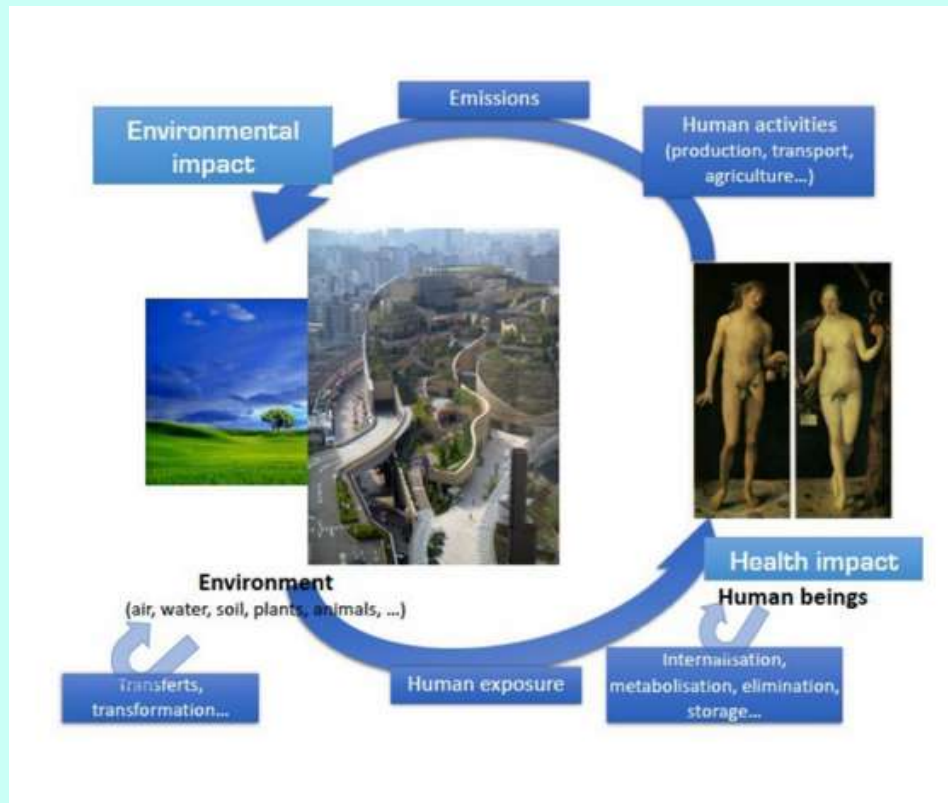 Emissions
Environmental
impact
Human activities
(production, transport,
agriculture...)
Health impact
Human beings
Environment
(air, water, soil, plants, animals, ...)
Transferts,
transformation...
Human exposure
Internalisation,
metabolisation, elimination,
storage...